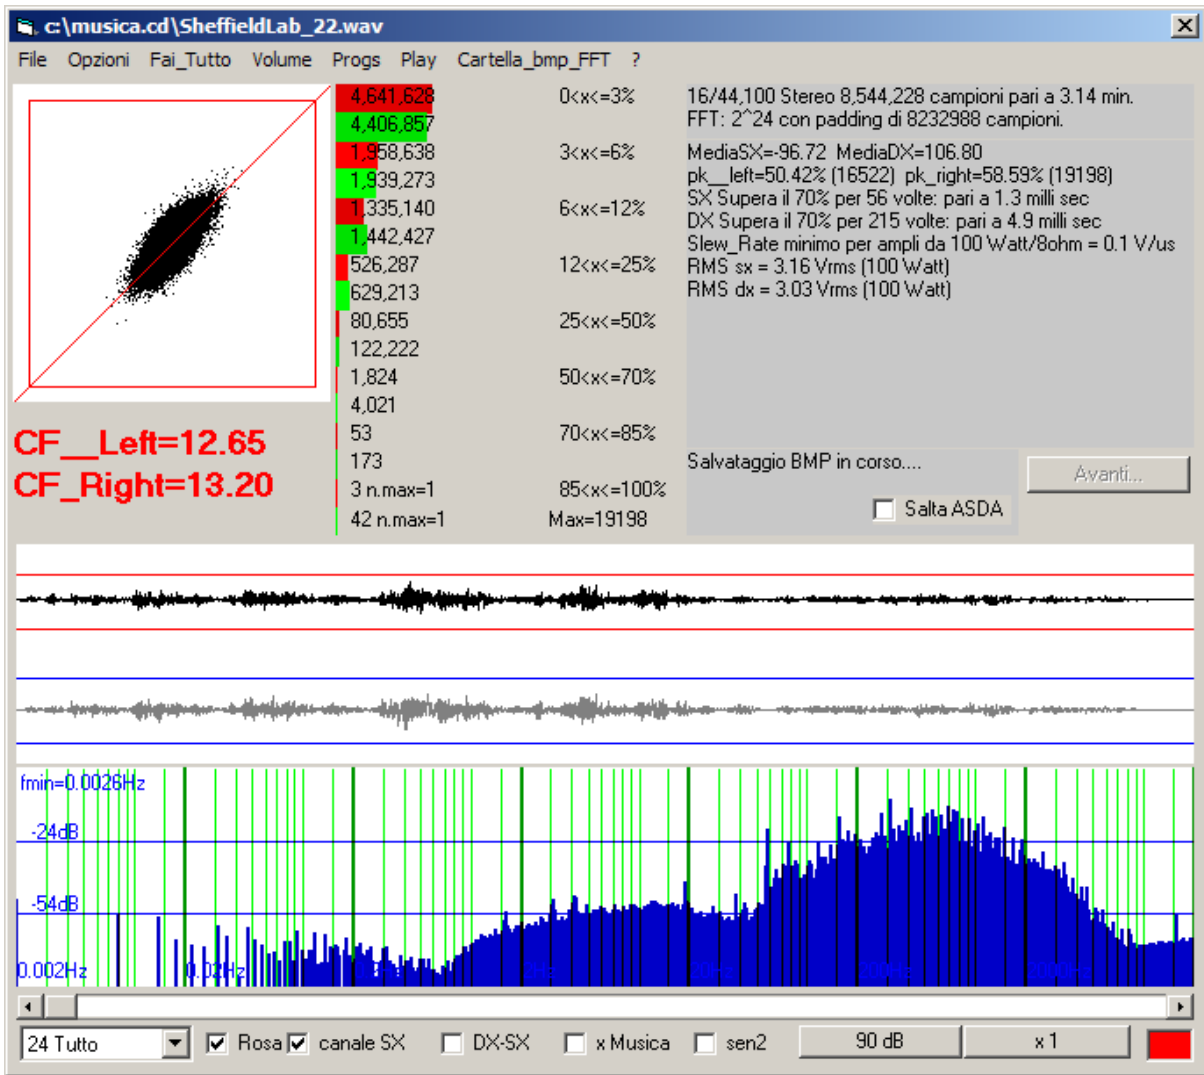 c:\musica.cd\SheffieldLab_22.wav
File Opzioni Fai_Tutto Volume Progs Play Cartella_bmp_FFT ?
4,641,628 0<x<=3%
4,406,857
1,958,638 3<x<=6%
1,939,273
1,335,140 6<x<=12%
1,442,427
526,287 12<x<=25%
629,213
80,655 25<x<=50%
122,222
1,824 50<x<=70%
4,021
53 70<x<=85%
173
3 n.max=1 85<x<=100%
42 n.max=1 Max=19198
16/44,100 Stereo 8,544,228 campioni pari a 3.14 min.
FFT: 2^24 con padding di 8232988 campioni.
MediaSX=-96.72 MediaDX=106.80
pk__left=50.42% (16522) pk_right=58.59% (19198)
SX Supera il 70% per 56 volte: pari a 1.3 milli sec
DX Supera il 70% per 215 volte: pari a 4.9 milli sec
Slew_Rate minimo per ampli da 100 Watt/8ohm = 0.1 V/us
RMS sx = 3.16 Vrms (100 Watt)
RMS dx = 3.03 Vrms (100 Watt)
CF__Left=12.65
CF_Right=13.20
Salvataggio BMP in corso....
Avanti...
Salta ASDA
fmin=0.0026Hz
-24dB
-54dB
0.002Hz 0.02Hz 2Hz 20Hz 200Hz 2000Hz
24 Tutto Rosa canale SX DX-SX x Musica sen2 90 dB x 1